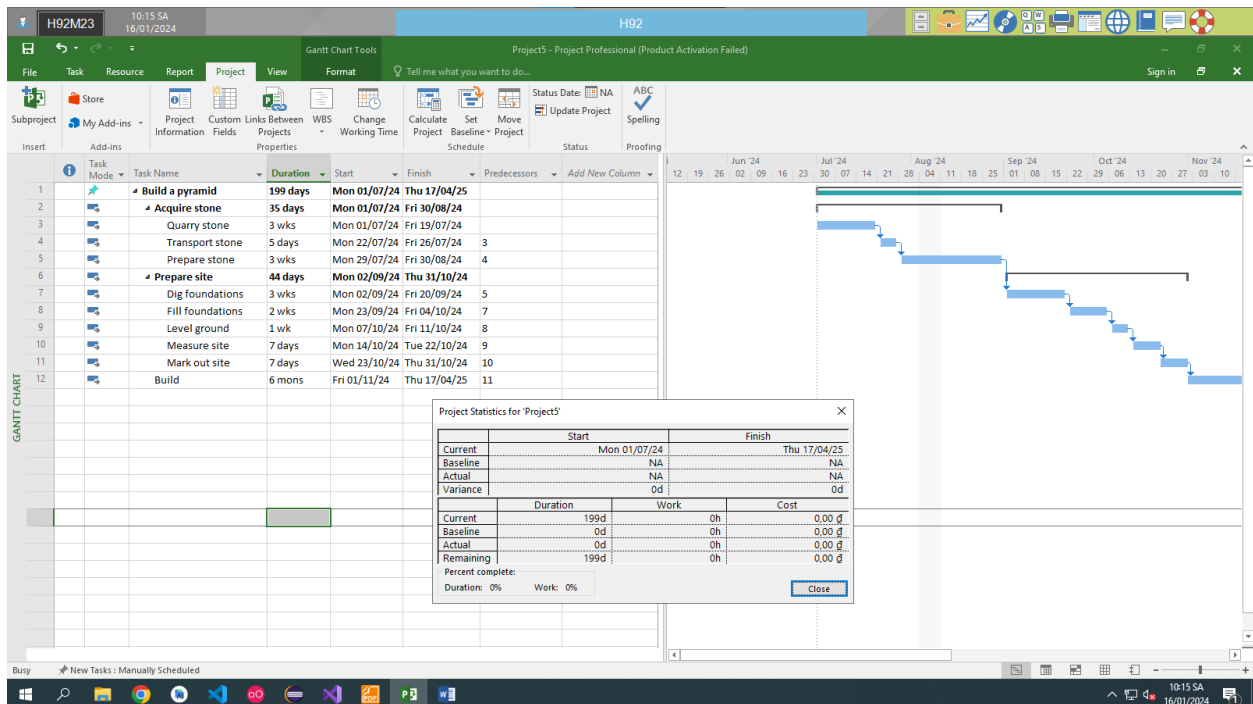 H92M23
10:15 SA
16/01/2024
H92
Gantt Chart Tools
Project5 - Project Professional (Product Activation Failed)
File Task Resource Report Project View Format Tell me what you want to do... Sign in
Subproject
Store
My Add-ins
Project Information
Custom Fields
Links Between Projects
WBS
Change Working Time
Calculate Project
Set Baseline
Move Project
Status Date: NA
Update Project
ABC
Spelling
Insert Add-ins Properties Schedule Status Proofing
Task Mode Task Name Duration Start Finish Predecessors Add New Column
Jun '24 Jul '24 Aug '24 Sep '24 Oct '24 Nov '24
12 19 26 02 09 16 23 30 07 14 21 28 04 11 18 25 01 08 15 22 29 06 13 20 27 03 10
1 Build a pyramid 199 days Mon 01/07/24 Thu 17/04/25
2 Acquire stone 35 days Mon 01/07/24 Fri 30/08/24
3 Quarry stone 3 wks Mon 01/07/24 Fri 19/07/24
4 Transport stone 5 days Mon 22/07/24 Fri 26/07/24 3
5 Prepare stone 3 wks Mon 29/07/24 Fri 30/08/24 4
6 Prepare site 44 days Mon 02/09/24 Thu 31/10/24
7 Dig foundations 3 wks Mon 02/09/24 Fri 20/09/24 5
8 Fill foundations 2 wks Mon 23/09/24 Fri 04/10/24 7
9 Level ground 1 wk Mon 07/10/24 Fri 11/10/24 8
10 Measure site 7 days Mon 14/10/24 Tue 22/10/24 9
11 Mark out site 7 days Wed 23/10/24 Thu 31/10/24 10
12 Build 6 mons Fri 01/11/24 Thu 17/04/25 11
GANTT CHART
Project Statistics for 'Project5'
Start Finish
Current Mon 01/07/24 Thu 17/04/25
Baseline NA NA
Actual NA NA
Variance 0d 0d
Duration Work Cost
Current 199d 0h 0,00 ₫
Baseline 0d 0h 0,00 ₫
Actual 0d 0h 0,00 ₫
Remaining 199d 0h 0,00 ₫
Percent complete:
Duration: 0% Work: 0%
Close
Busy New Tasks : Manually Scheduled
10:15 SA
16/01/2024